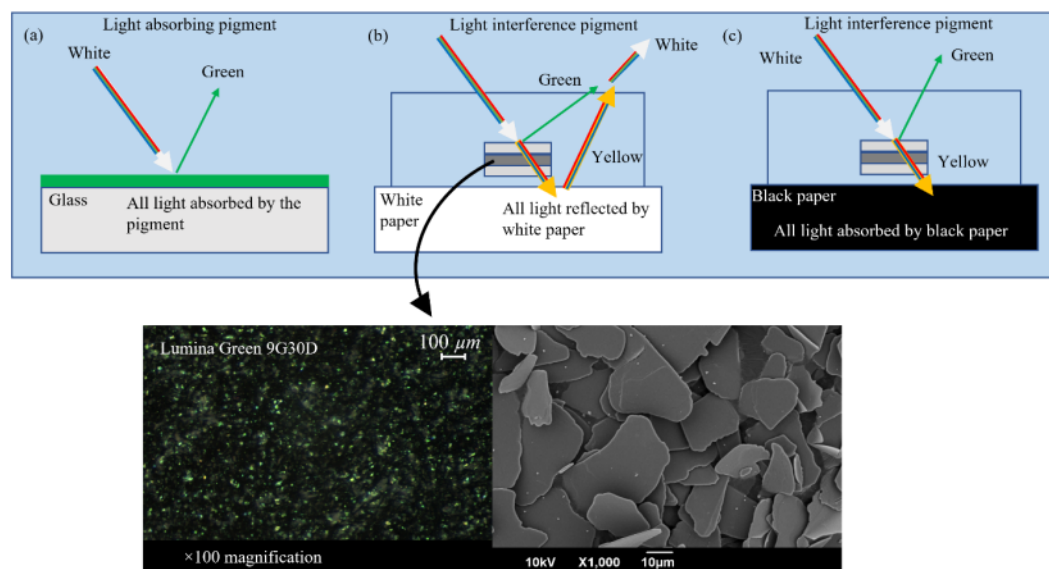 (a)
Light absorbing pigment
White
Green
Glass
All light absorbed by the
pigment
(b)
Light interference pigment
White
Green
Yellow
White
paper
All light reflected by
white paper
(c)
Light interference pigment
White
Green
Yellow
Black paper
All light absorbed by black paper
Lumina Green 9G30D
100 μm
×100 magnification
10kV X1,000 10μm